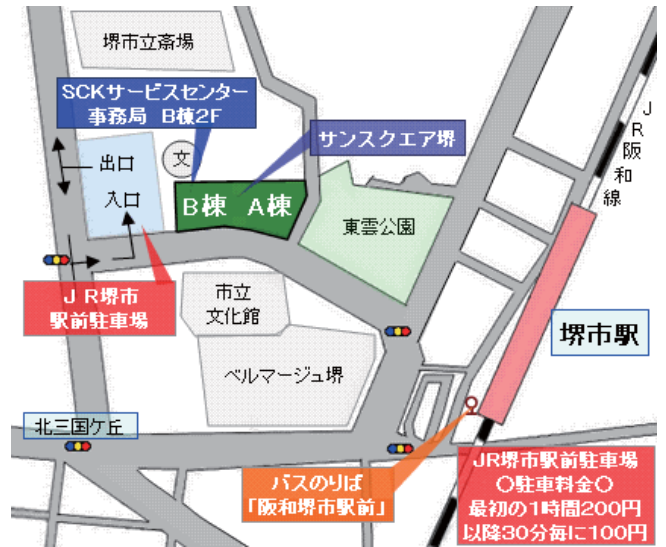 堺市立斎場
SCKサービスセンター
事務局 B棟2F
サンスクエア堺
JR阪和線
出口
文
入口
B棟 A棟
東雲公園
JR堺市
駅前駐車場
市立
文化館
堺市駅
ベルマージュ堺
北三国ケ丘
バスのりば
「阪和堺市駅前」
JR堺市駅前駐車場
○駐車料金○
最初の1時間200円
以降30分毎に100円